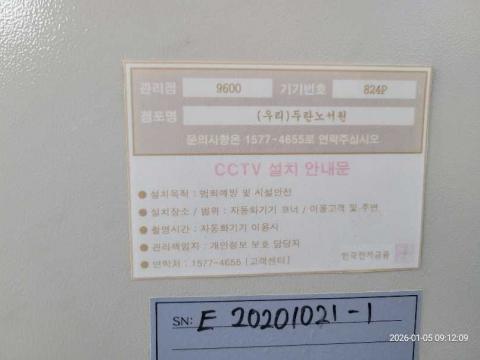 관리점 9600 기기번호 824P
점포명 (우리)두란노서원
문의사항은 1577-4655로 연락주십시오
CCTV 설치 안내문
● 설치목적 : 범죄예방 및 시설안전
● 설치장소 / 범위 : 자동화기기 코너 / 이용고객 및 주변
● 촬영시간 : 자동화기기 이용시
● 관리책임자 : 개인정보 보호 담당자
● 연락처 : 1577-4655 [고객센터]
한국전자금융
SN: E 20201021-1
2026-01-05 09:12:09